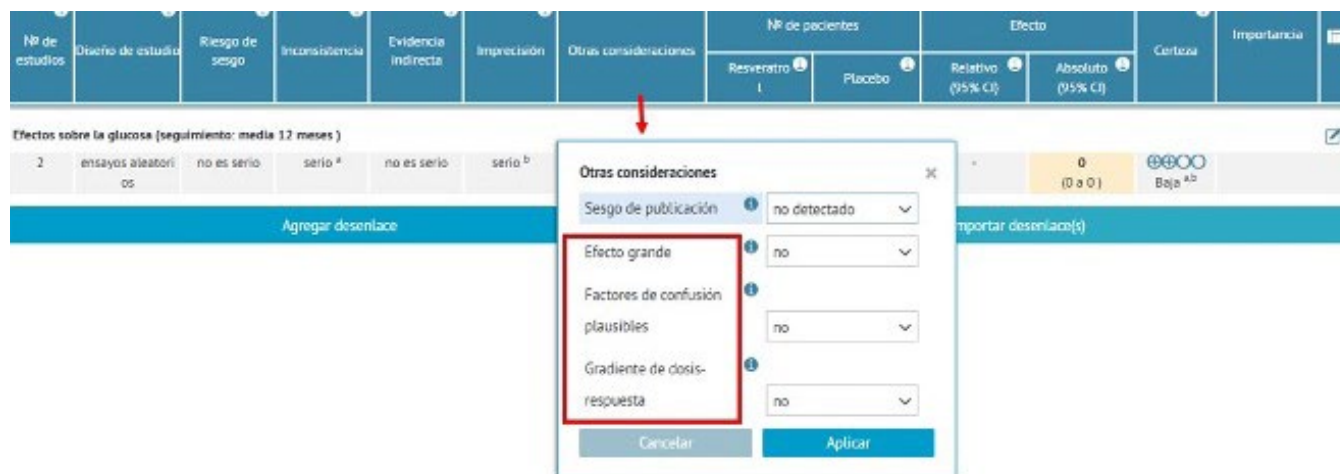 Nº de pacientes
Efecto
Nº de estudios
Diseño de estudio
Riesgo de sesgo
Inconsistencia
Evidencia indirecta
Imprecisión
Otras consideraciones
Certeza
Importancia
Resveratro
l
Placebo
Relativo
(95% CI)
Absoluto
(95% CI)
Efectos sobre la glucosa (seguimiento: media 12 meses )
2
ensayos aleatori
os
no es serio
serio a
no es serio
serio b
-
0
(0 a 0 )
Baja a,b
Agregar desenlace
mportar desenlace(s)
Otras consideraciones
×
Sesgo de publicación
no detectado
Efecto grande
no
Factores de confusión
plausibles
no
Gradiente de dosis-
respuesta
no
Cancelar
Aplicar